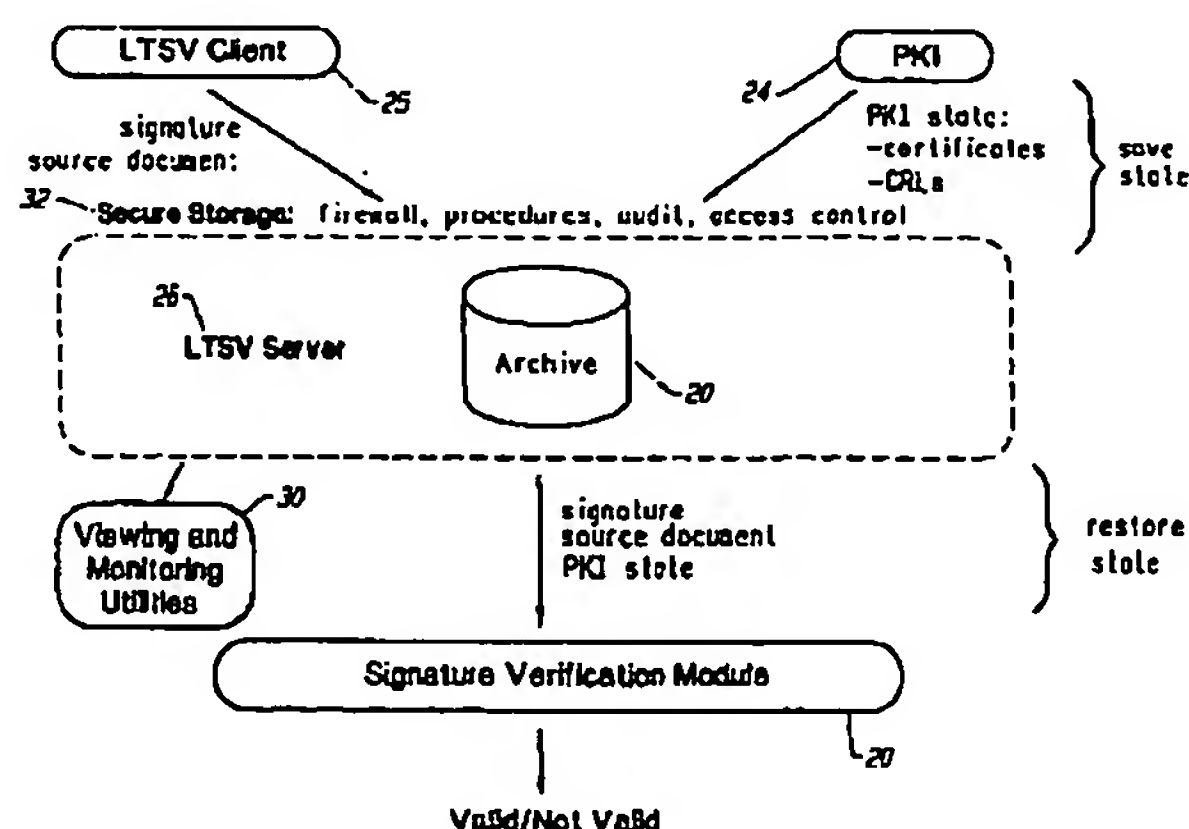 LTSV Client
PKI
25
24
signature
source document:
PKI state:
-certificates
-CRLs
save
state
32
Secure Storage: firewall, procedures, audit, access control
26
LTSV Server
Archive
20
30
Viewing and
Monitoring
Utilities
signature
source document
PKI state
restore
state
Signature Verification Module
20
Valid/Not Valid